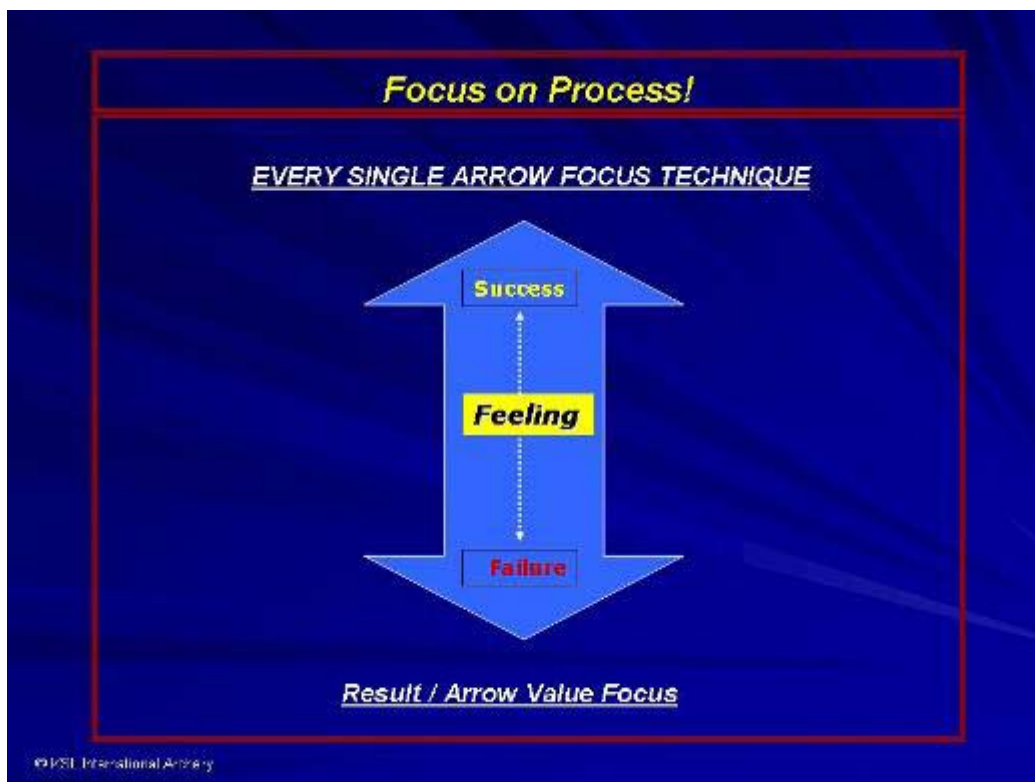 Focus on Process!
EVERY SINGLE ARROW FOCUS TECHNIQUE
Success
Feeling
Failure
Result / Arrow Value Focus
© KSL International Archery